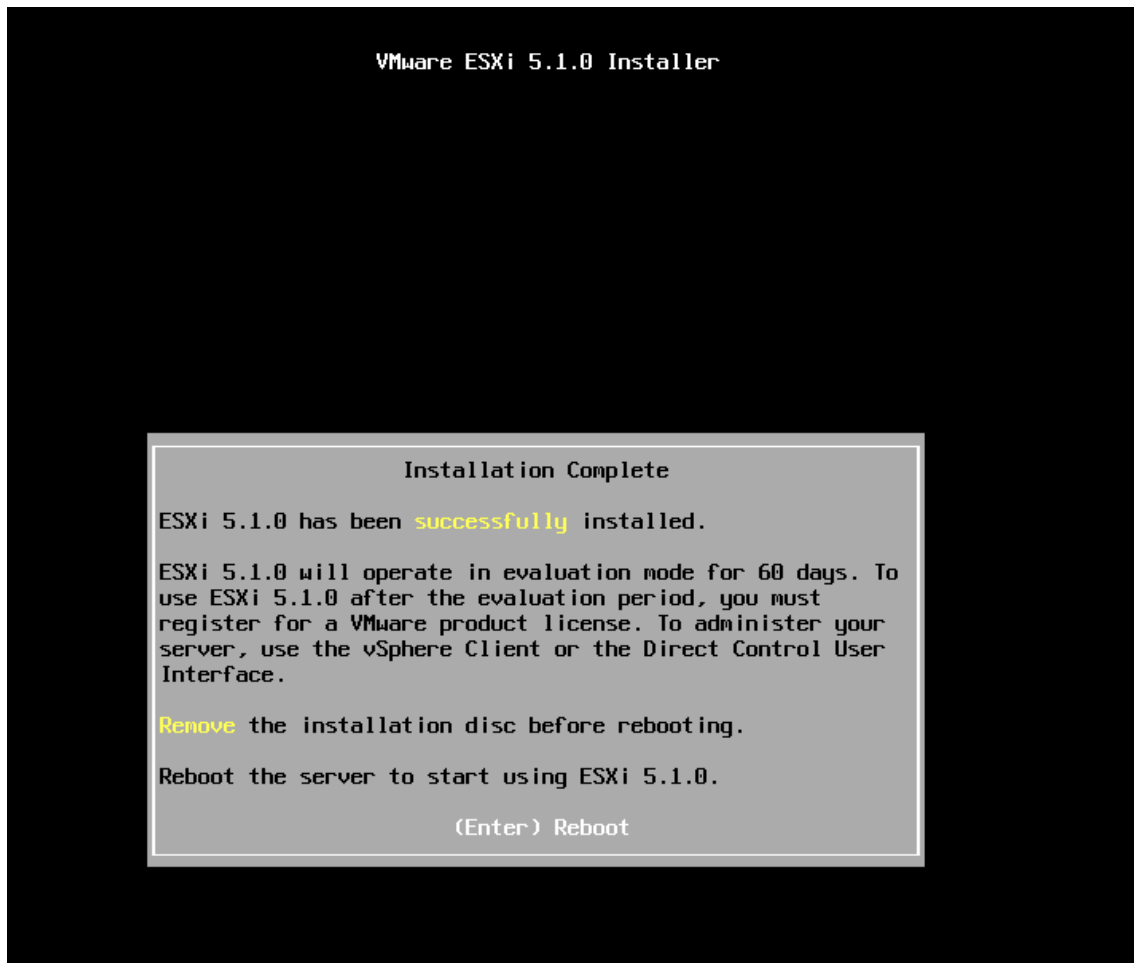 VMware ESXi 5.1.0 Installer
Installation Complete
ESXi 5.1.0 has been successfully installed.
ESXi 5.1.0 will operate in evaluation mode for 60 days. To
use ESXi 5.1.0 after the evaluation period, you must
register for a VMware product license. To administer your
server, use the vSphere Client or the Direct Control User
Interface.
Remove the installation disc before rebooting.
Reboot the server to start using ESXi 5.1.0.
(Enter) Reboot